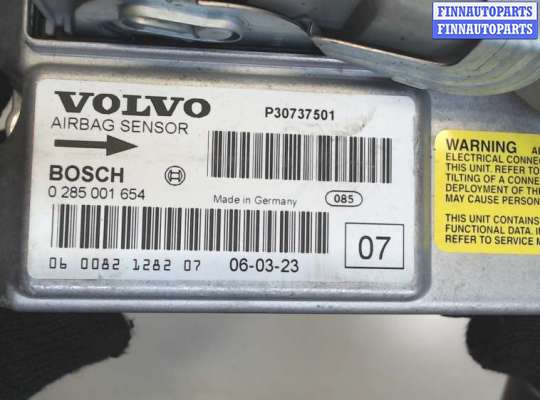 FINNAUTOPARTS
FINNAUTOPARTS
VOLVO
AIRBAG SENSOR
P30737501
BOSCH
0 285 001 654
Made in Germany
085
06 0082 1282 07
06-03-23
07
WARNING
ELECTRICAL CONNE
THIS UNIT. REFER TO
TILTING OF A CONNE
DEPLOYMENT OF THE
MAY CAUSE PERSON
THIS UNIT CONTAINS
FUNCTIONAL DATA. I
REFER TO SERVICE M